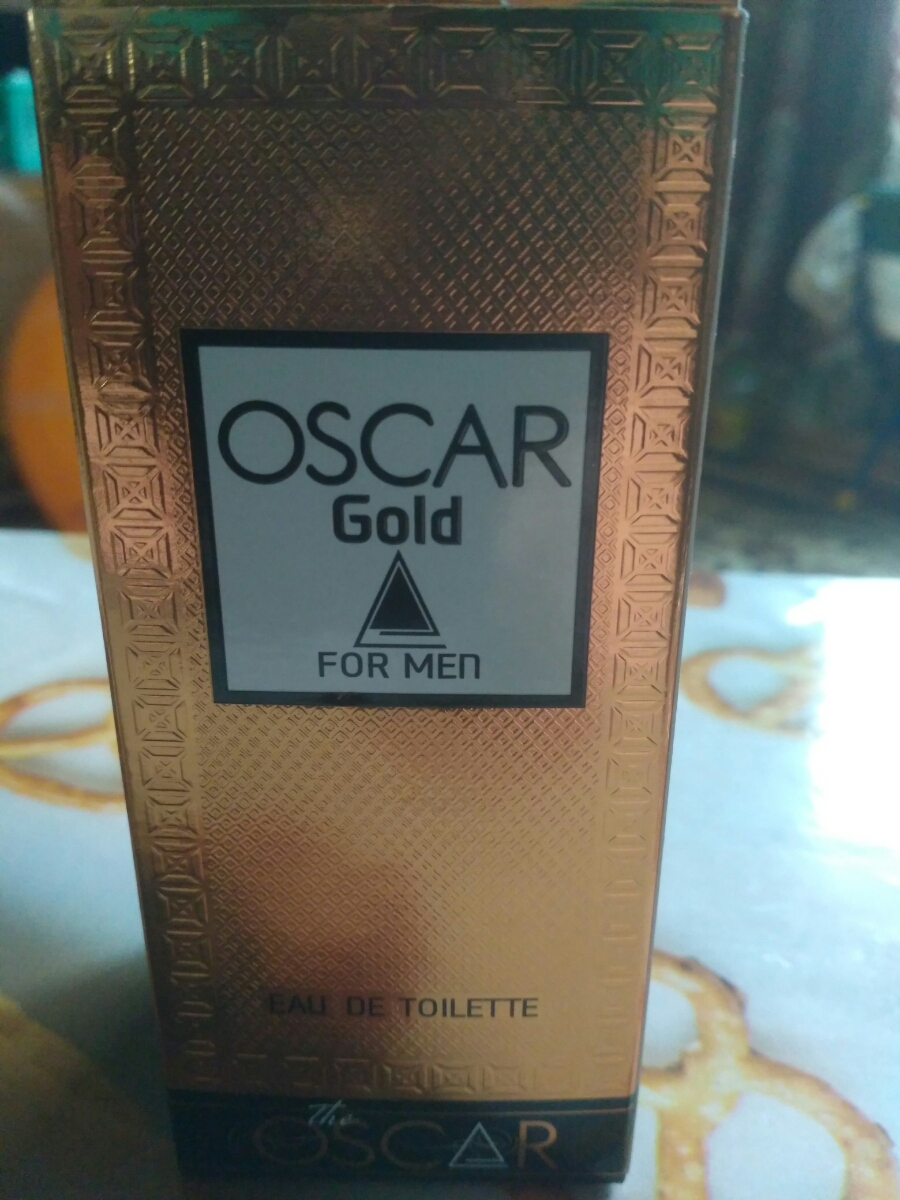 OSCAR
Gold
FOR MEN
EAU DE TOILETTE
The
OSCAR